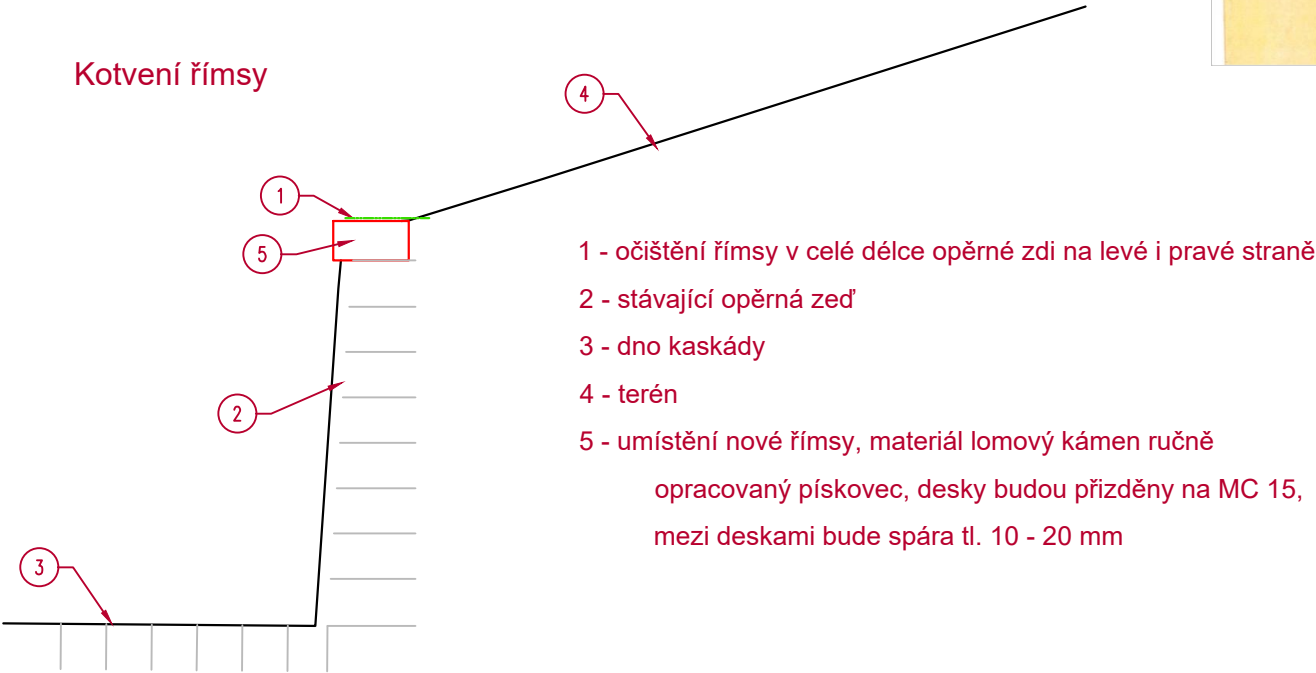 Kotvení římsy
4
1
5
2
3
1 - očištění římsy v celé délce opěrné zdi na levé i pravé straně
2 - stávající opěrná zeď
3 - dno kaskády
4 - terén
5 - umístění nové římsy, materiál lomový kámen ručně
opracovaný pískovec, desky budou přizděny na MC 15,
mezi deskami bude spára tl. 10 - 20 mm